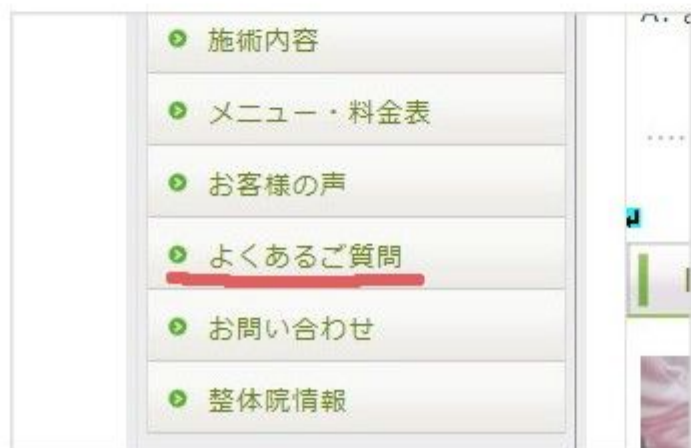 施術内容
メニュー・料金表
お客様の声
よくあるご質問
お問い合わせ
整体院情報